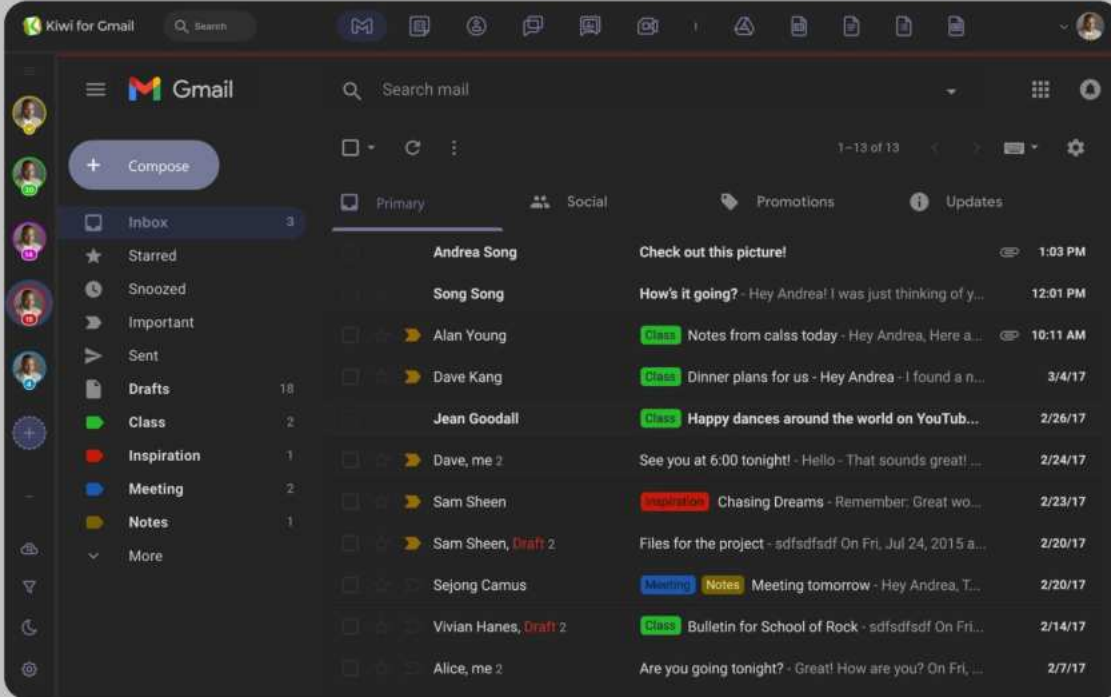 Kiwi for Gmail Search
Gmail Search mail
Compose 1–13 of 13
Primary Social Promotions Updates
Inbox 3
Starred
Snoozed
Important
Sent
Drafts 18
Class 2
Inspiration 1
Meeting 2
Notes 1
More
Andrea Song Check out this picture! 1:03 PM
Song Song How's it going? - Hey Andrea! I was just thinking of y... 12:01 PM
Alan Young Class Notes from calss today - Hey Andrea, Here a... 10:11 AM
Dave Kang Class Dinner plans for us - Hey Andrea - I found a n... 3/4/17
Jean Goodall Class Happy dances around the world on YouTub... 2/26/17
Dave, me 2 See you at 6:00 tonight! - Hello - That sounds great! ... 2/24/17
Sam Sheen Inspiration Chasing Dreams - Remember: Great wo... 2/23/17
Sam Sheen, Draft 2 Files for the project - sdfsdfsdf On Fri, Jul 24, 2015 a... 2/20/17
Sejong Camus Meeting Notes Meeting tomorrow - Hey Andrea, T... 2/20/17
Vivian Hanes, Draft 2 Class Bulletin for School of Rock - sdfsdfsdf On Fri... 2/14/17
Alice, me 2 Are you going tonight? - Great! How are you? On Fri, ... 2/7/17